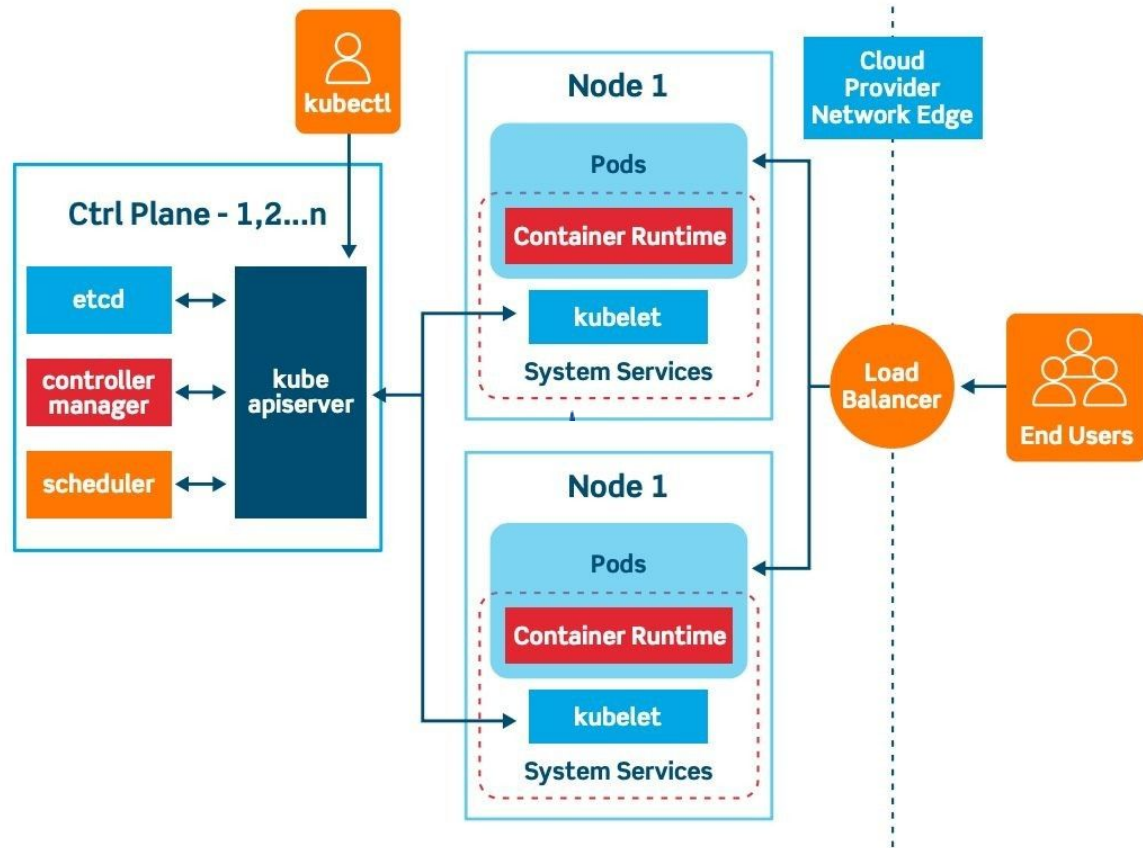 kubectl
Ctrl Plane - 1,2...n
etcd
controller
manager
scheduler
kube
apiserver
Node 1
Pods
Container Runtime
kubelet
System Services
Node 1
Pods
Container Runtime
kubelet
System Services
Cloud
Provider
Network Edge
Load
Balancer
End Users